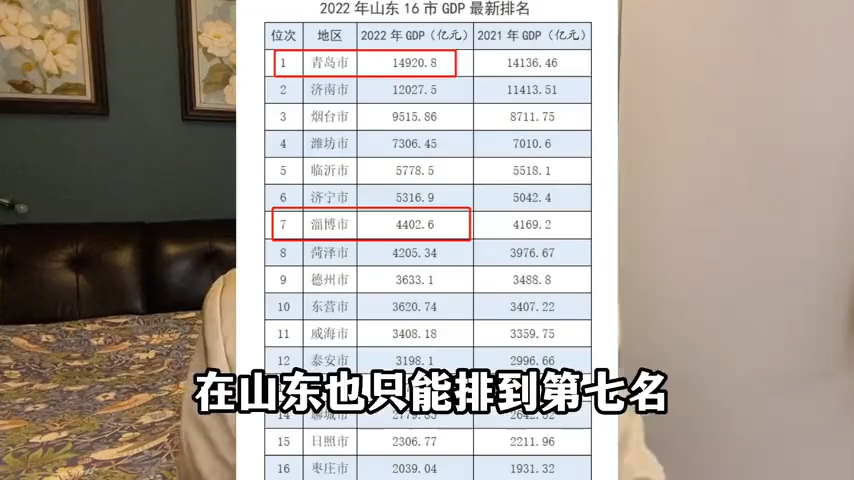 2022年山东16市GDP最新排名
位次 地区 2022年GDP（亿元） 2021年GDP（亿元）
1 青岛市 14920.8 14136.46
2 济南市 12027.5 11413.51
3 烟台市 9515.86 8711.75
4 潍坊市 7306.45 7010.6
5 临沂市 5778.5 5518.1
6 济宁市 5316.9 5042.4
7 淄博市 4402.6 4169.2
8 菏泽市 4205.34 3976.67
9 德州市 3633.1 3488.8
10 东营市 3620.74 3407.22
11 威海市 3408.18 3359.75
12 泰安市 3198.1 2996.66
在山东也只能排到第七名
15 日照市 2306.77 2211.96
16 枣庄市 2039.04 1931.32